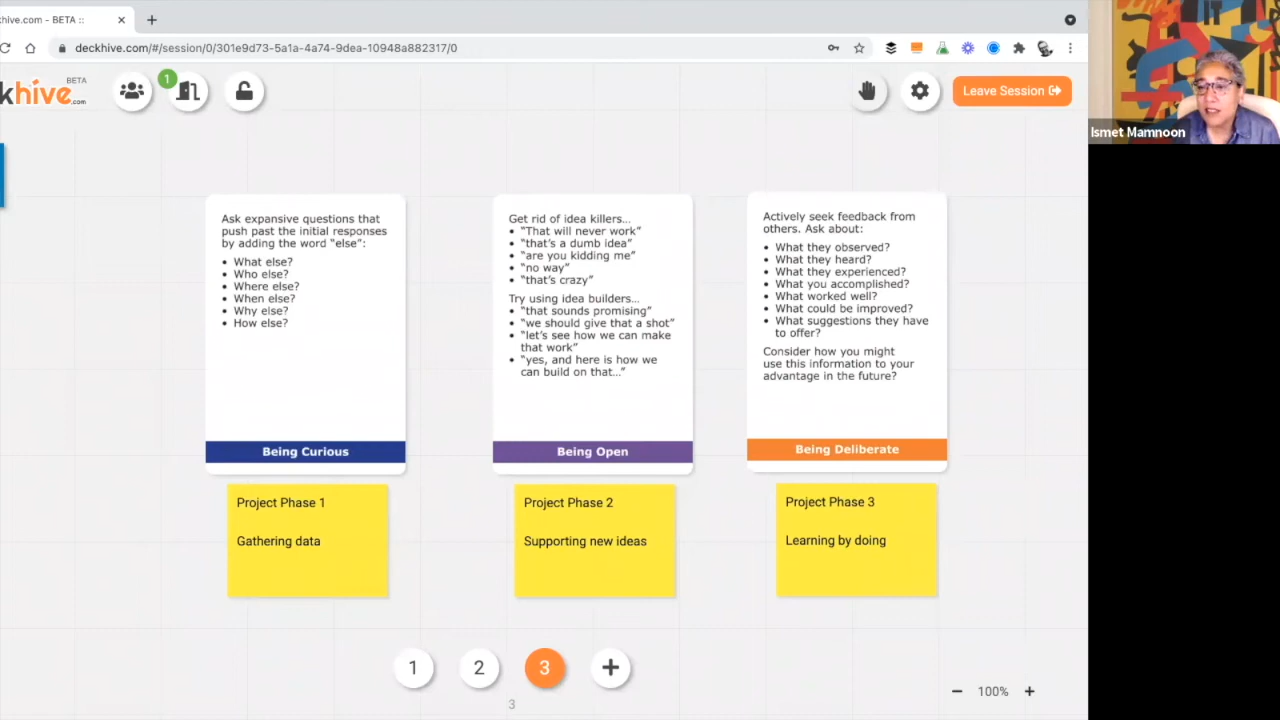 hive.com - BETA ::
deckhive.com/#/session/0/301e9d73-5a1a-4a74-9dea-10948a882317/0
khive.com
BETA
1
Leave Session
Ismet Mamnoon
Ask expansive questions that
push past the initial responses
by adding the word “else”:
• What else?
• Who else?
• Where else?
• When else?
• Why else?
• How else?
Being Curious
Get rid of idea killers...
• “That will never work”
• “that’s a dumb idea”
• “are you kidding me”
• “no way”
• “that’s crazy”
Try using idea builders...
• “that sounds promising”
• “we should give that a shot”
• “let’s see how we can make
that work”
• “yes, and here is how we
can build on that...”
Being Open
Actively seek feedback from
others. Ask about:
• What they observed?
• What they heard?
• What they experienced?
• What you accomplished?
• What worked well?
• What could be improved?
• What suggestions they have
to offer?
Consider how you might
use this information to your
advantage in the future?
Being Deliberate
Project Phase 1
Gathering data
Project Phase 2
Supporting new ideas
Project Phase 3
Learning by doing
1 2 3 +
3
− 100% +